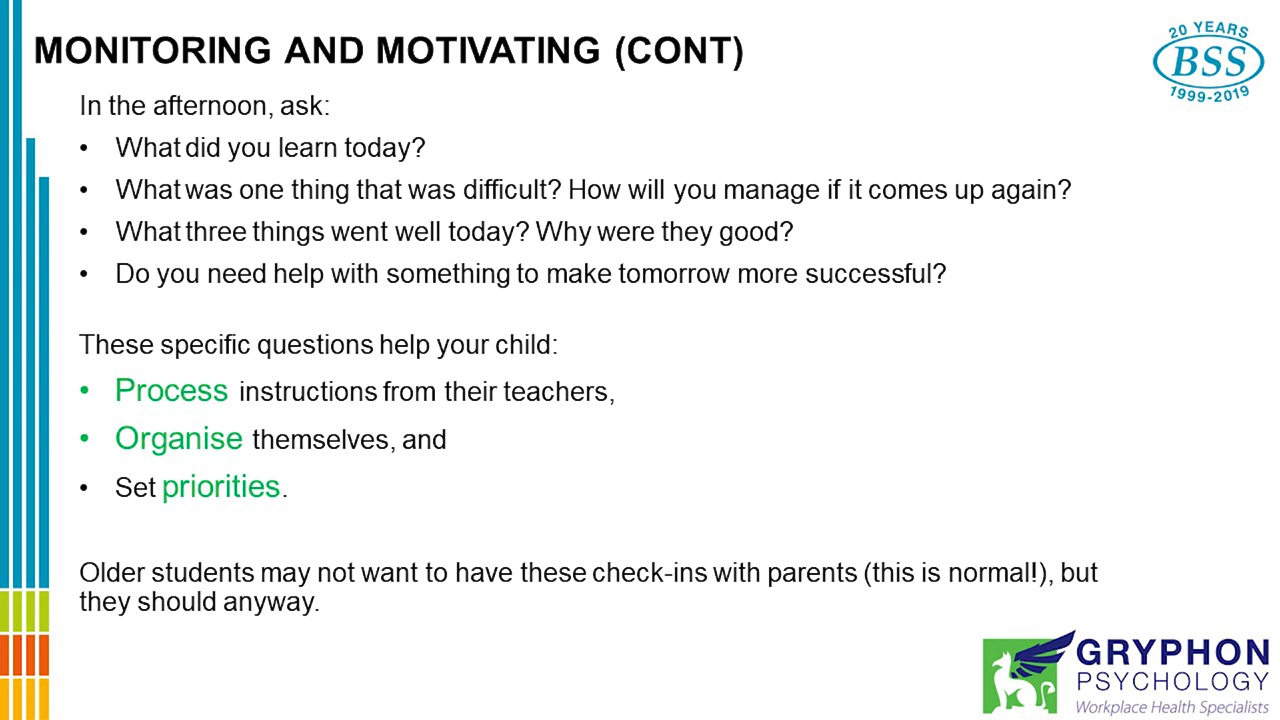 MONITORING AND MOTIVATING (CONT)
20 YEARS
BSS
1999-2019
In the afternoon, ask:
• What did you learn today?
• What was one thing that was difficult? How will you manage if it comes up again?
• What three things went well today? Why were they good?
• Do you need help with something to make tomorrow more successful?
These specific questions help your child:
• Process instructions from their teachers,
• Organise themselves, and
• Set priorities.
Older students may not want to have these check-ins with parents (this is normal!), but
they should anyway.
GRYPHON
PSYCHOLOGY
Workplace Health Specialists